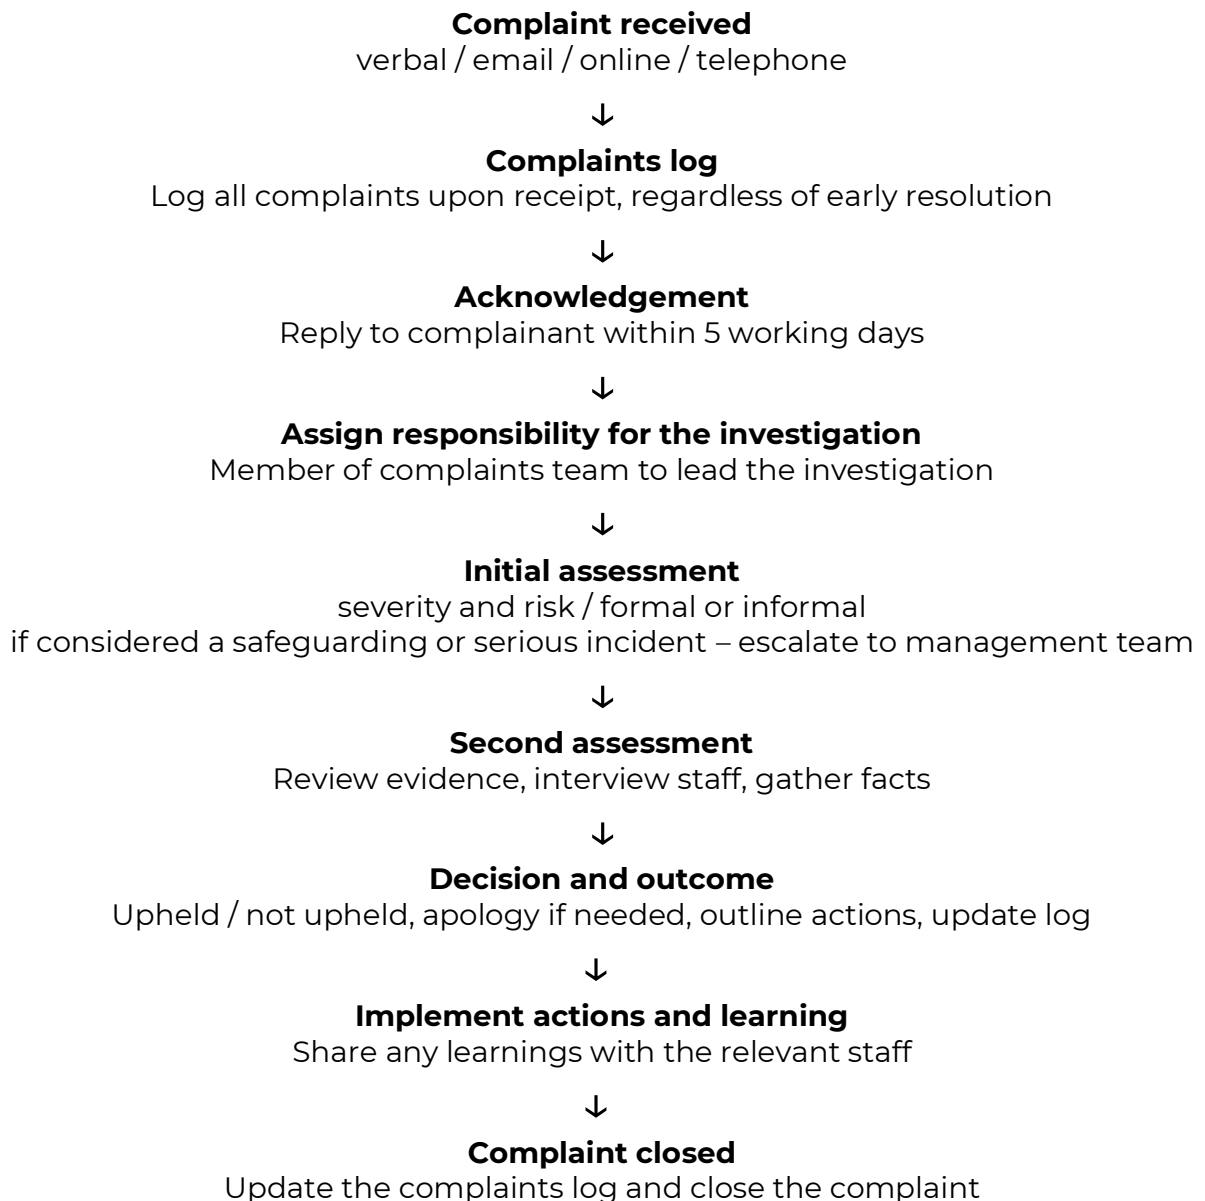 Complaint received
verbal / email / online / telephone
↓
Complaints log
Log all complaints upon receipt, regardless of early resolution
↓
Acknowledgement
Reply to complainant within 5 working days
↓
Assign responsibility for the investigation
Member of complaints team to lead the investigation
↓
Initial assessment
severity and risk / formal or informal
if considered a safeguarding or serious incident – escalate to management team
↓
Second assessment
Review evidence, interview staff, gather facts
↓
Decision and outcome
Upheld / not upheld, apology if needed, outline actions, update log
↓
Implement actions and learning
Share any learnings with the relevant staff
↓
Complaint closed
Update the complaints log and close the complaint